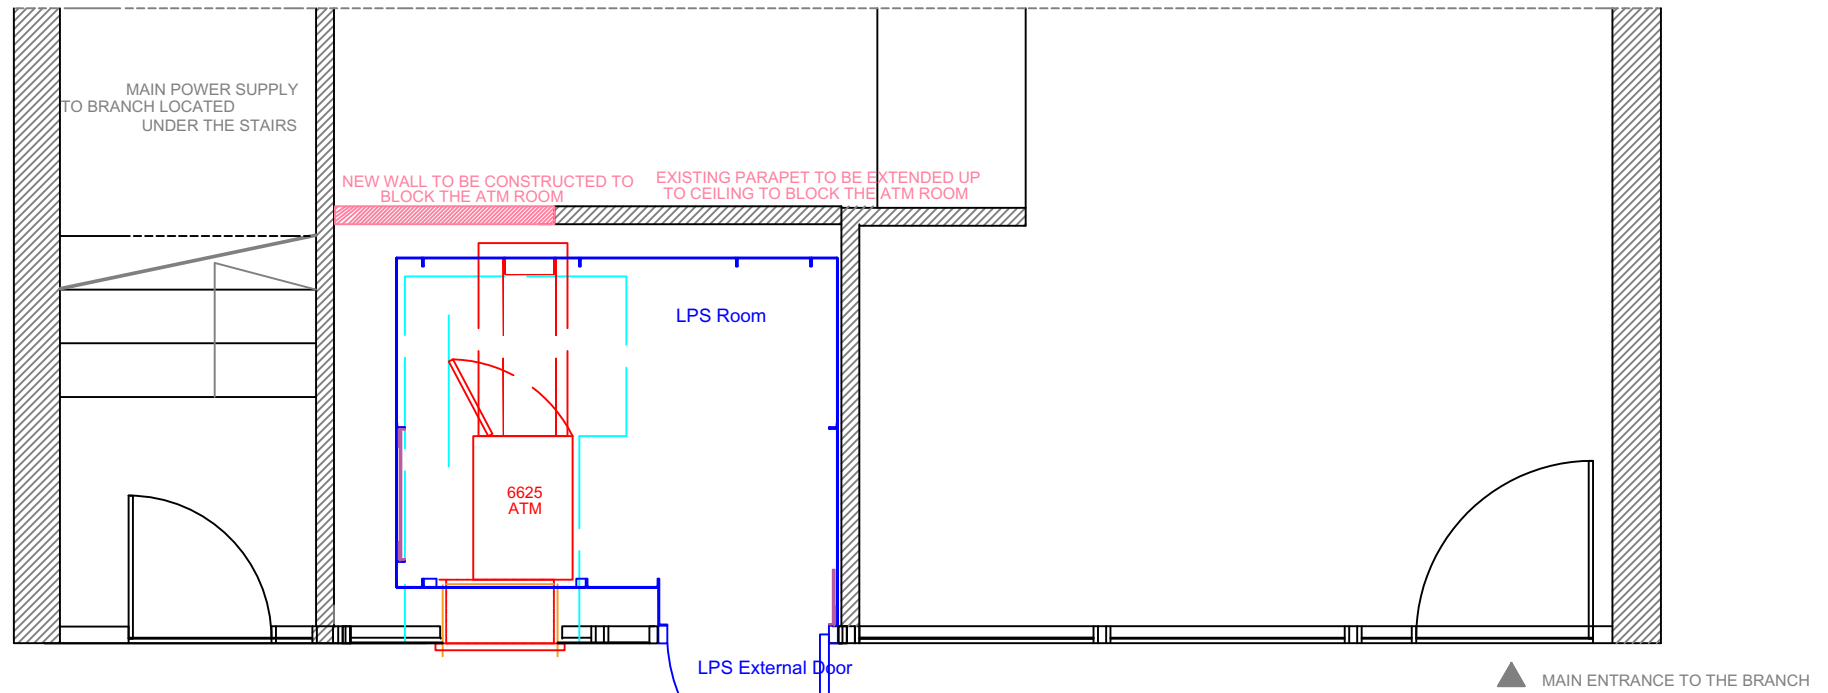 MAIN POWER SUPPLY
TO BRANCH LOCATED
UNDER THE STAIRS
NEW WALL TO BE CONSTRUCTED TO
BLOCK THE ATM ROOM
EXISTING PARAPET TO BE EXTENDED UP
TO CEILING TO BLOCK THE ATM ROOM
LPS Room
6625
ATM
LPS External Door
MAIN ENTRANCE TO THE BRANCH